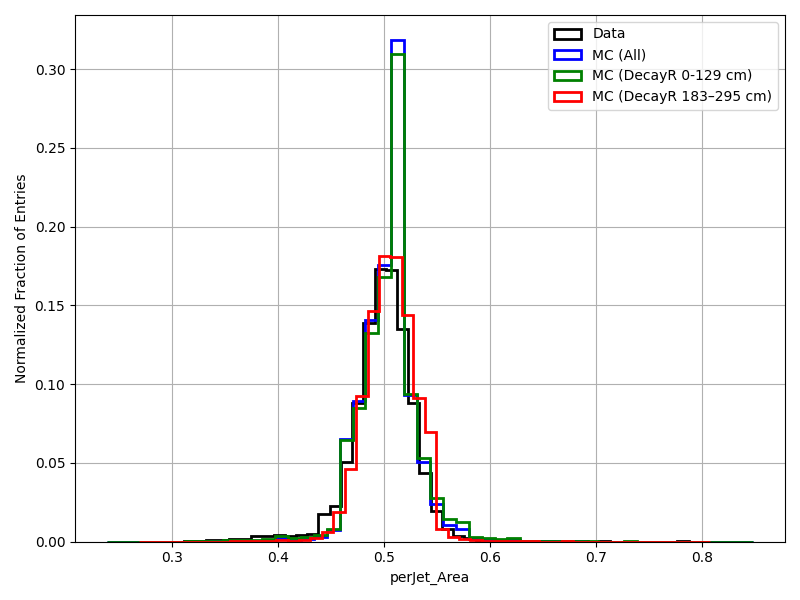 Data
MC (All)
MC (DecayR 0-129 cm)
MC (DecayR 183–295 cm)
0.30
0.25
0.20
0.15
0.10
0.05
0.00
Normalized Fraction of Entries
0.3 0.4 0.5 0.6 0.7 0.8
perJet_Area